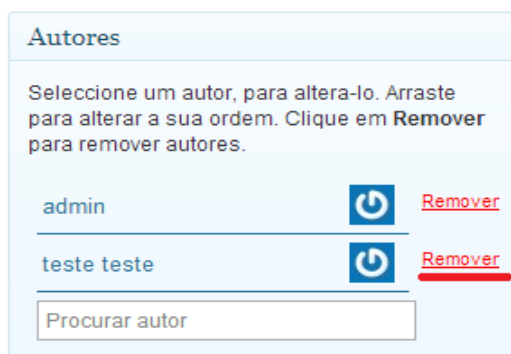 Autores
Seleccione um autor, para altera-lo. Arraste
para alterar a sua ordem. Clique em Remover
para remover autores.
admin Remover
teste teste Remover
Procurar autor